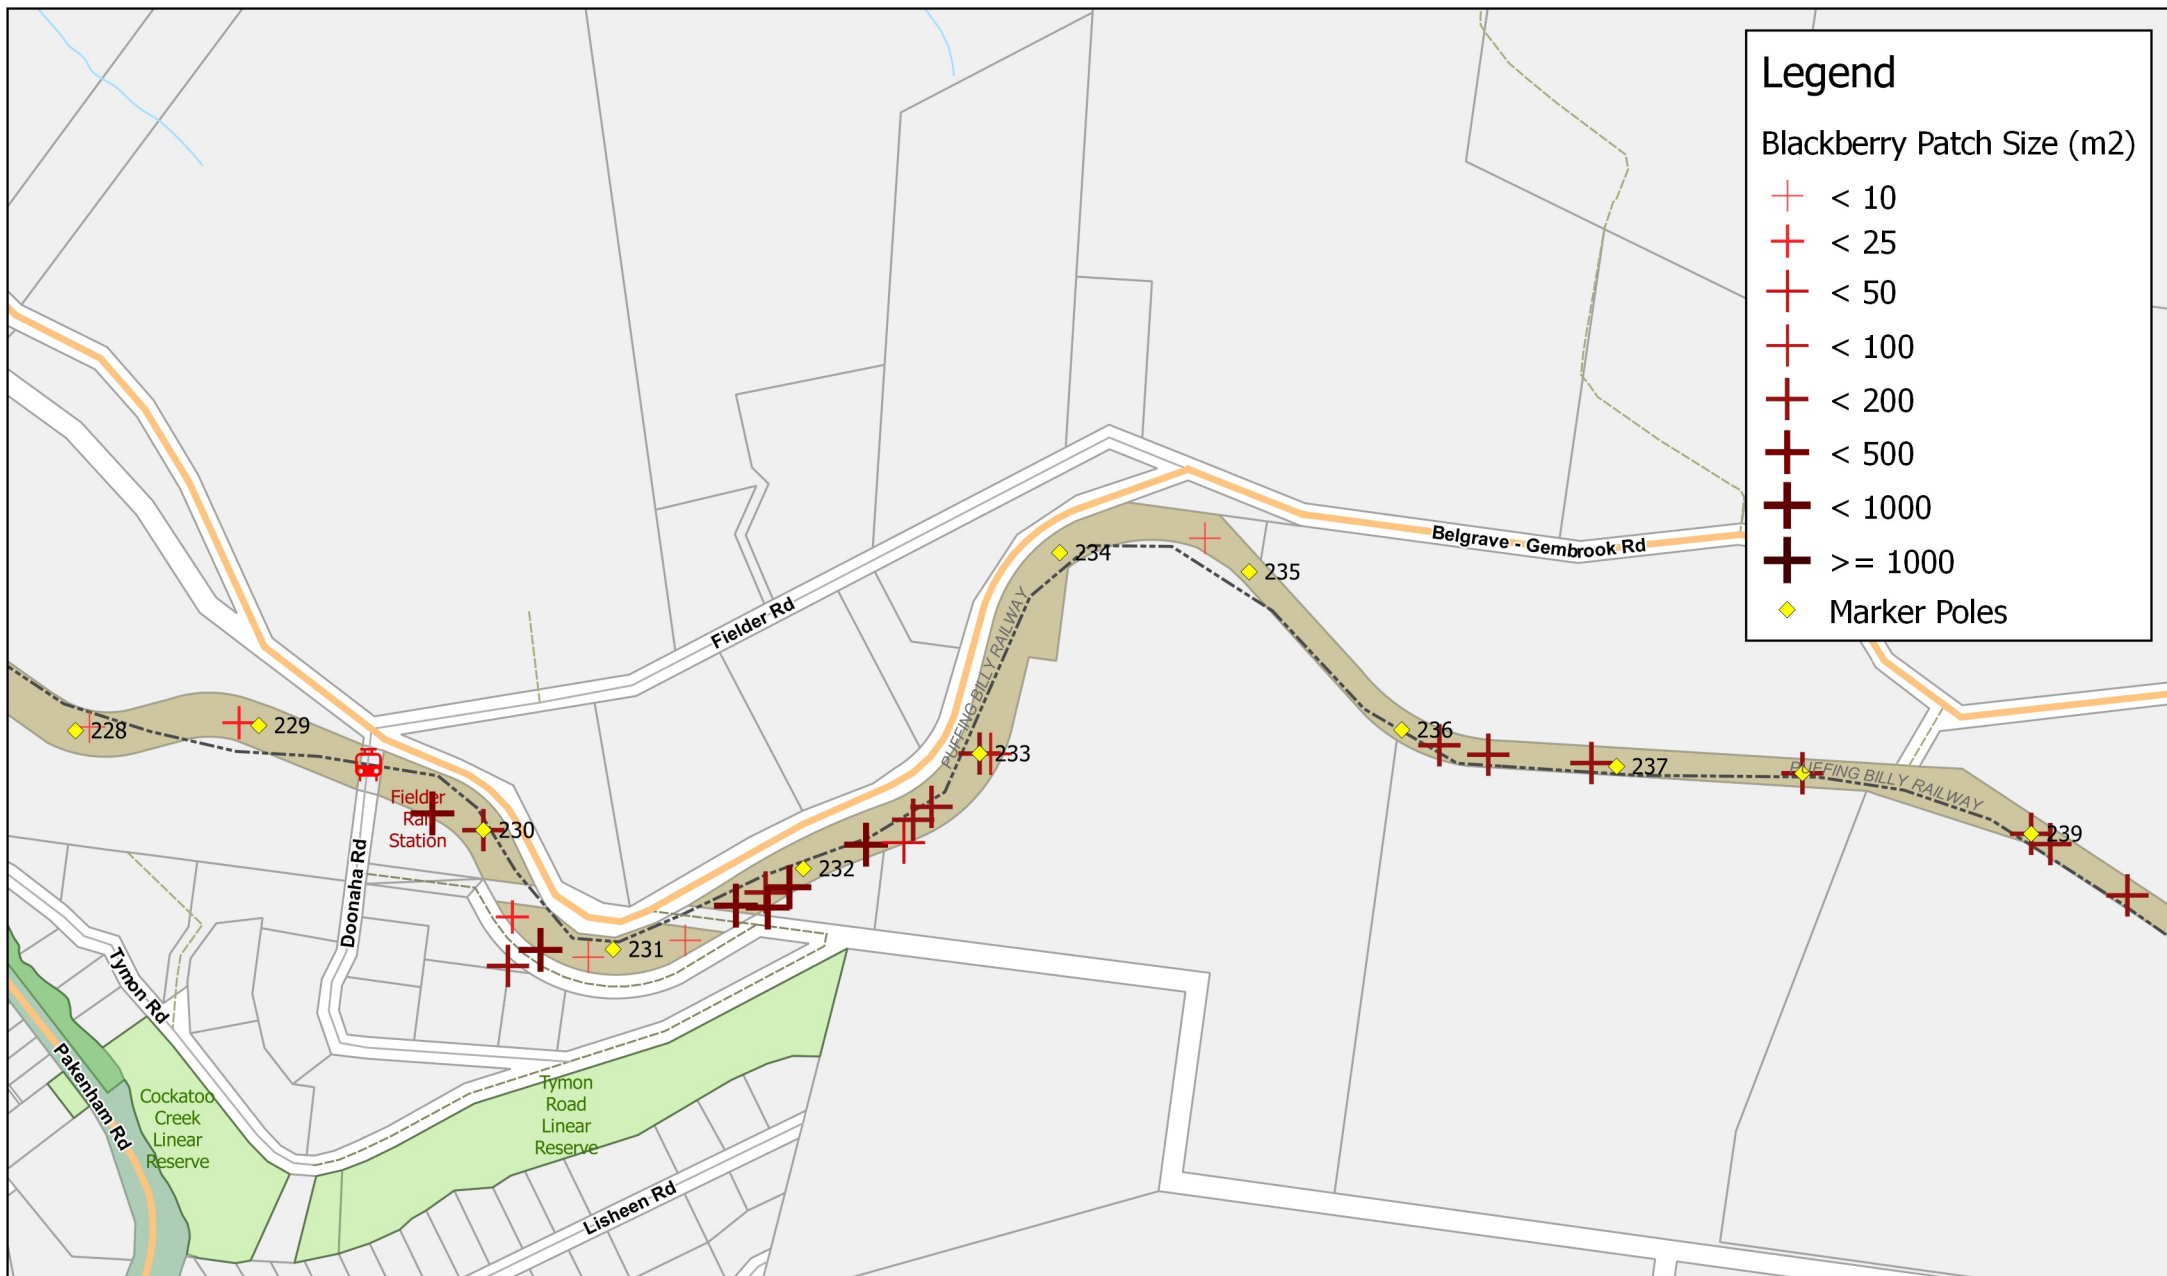 Legend
Blackberry Patch Size (m2)
< 10
< 25
< 50
< 100
< 200
< 500
< 1000
>= 1000
Marker Poles
Belgrave - Gembrook Rd
Fielder Rd
234
235
PUFFING BILLY RAILWAY
228
229
236
233
237
PUFFING BILLY RAILWAY
Fielder
Rail
Station
230
239
232
231
Doonaha Rd
Tymon Rd
Pakenham Rd
Cockatoo
Creek
Linear
Reserve
Tymon
Road
Linear
Reserve
Lisheen Rd